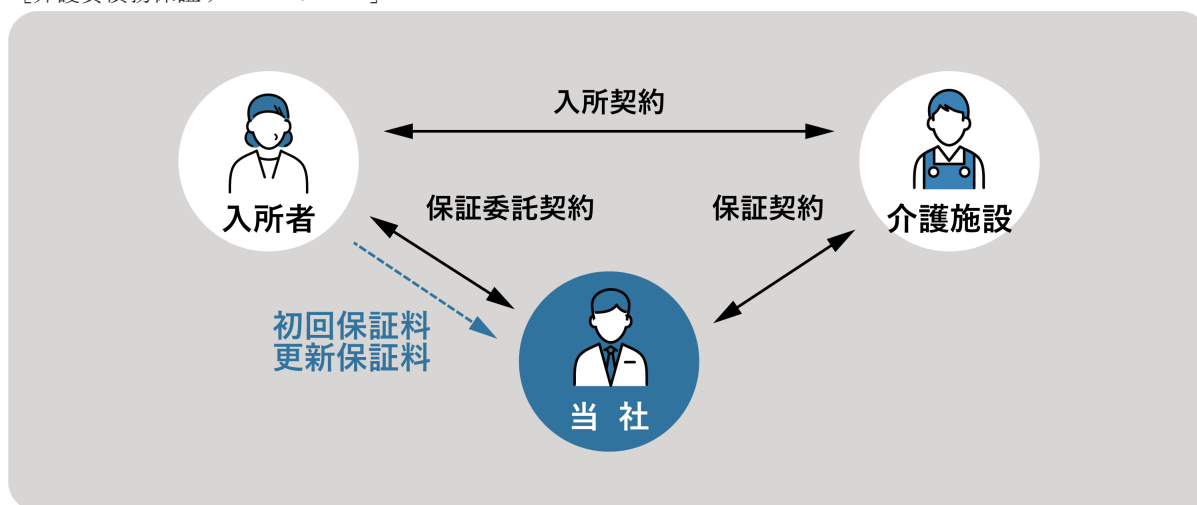 入所契約
入所者
介護施設
保証委託契約
保証契約
初回保証料
更新保証料
当 社